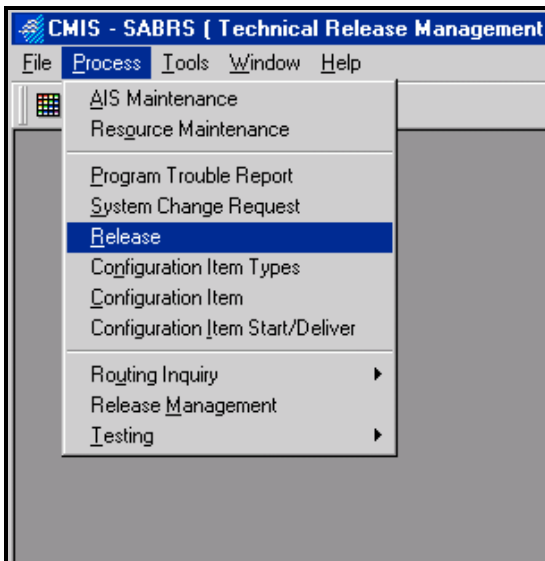 CMIS - SABRS ( Technical Release Management
File Process Tools Window Help
AIS Maintenance
Resource Maintenance
Program Trouble Report
System Change Request
Release
Configuration Item Types
Configuration Item
Configuration Item Start/Deliver
Routing Inquiry
Release Management
Testing